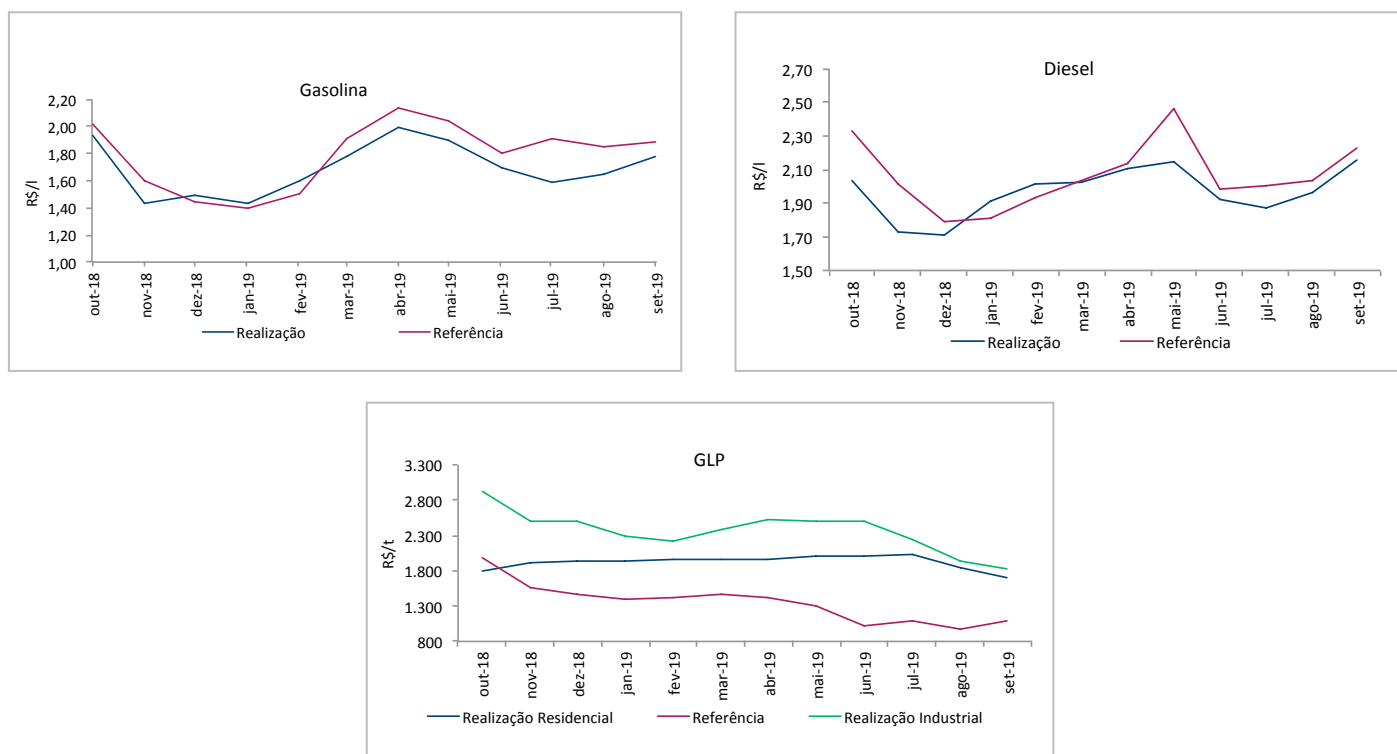 Gasolina
R$/l
2,20
2,00
1,80
1,60
1,40
1,20
1,00
out-18
nov-18
dez-18
jan-19
fev-19
mar-19
abr-19
mai-19
jun-19
jul-19
ago-19
set-19
Realização Referência
Diesel
R$/l
2,70
2,50
2,30
2,10
1,90
1,70
1,50
out-18
nov-18
dez-18
jan-19
fev-19
mar-19
abr-19
mai-19
jun-19
jul-19
ago-19
set-19
Realização Referência
GLP
R$/t
3.300
2.800
2.300
1.800
1.300
800
out-18
nov-18
dez-18
jan-19
fev-19
mar-19
abr-19
mai-19
jun-19
jul-19
ago-19
set-19
Realização Residencial Referência Realização Industrial